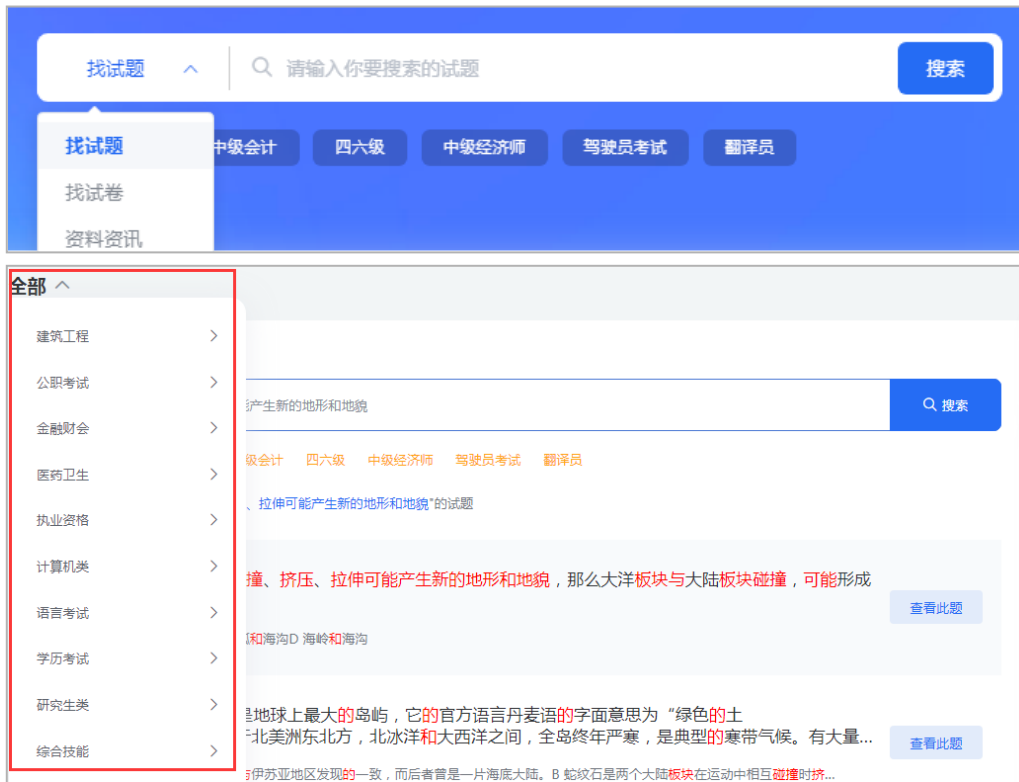 找试题 请输入你要搜索的试题 搜索
找试题 中级会计 四六级 中级经济师 驾驶员考试 翻译员
找试卷
资料资讯
全部
建筑工程
公职考试
金融财会
医药卫生
执业资格
计算机类
语言考试
学历考试
研究生类
综合技能
产生新的地形和地貌 搜索
级会计 四六级 中级经济师 驾驶员考试 翻译员
、拉伸可能产生新的地形和地貌"的试题
撞、挤压、拉伸可能产生新的地形和地貌，那么大洋板块与大陆板块碰撞，可能形成
查看此题
和海沟D 海岭和海沟
是地球上最大的岛屿，它的官方语言丹麦语的字面意思为“绿色的土
北美洲东北方，北冰洋和大西洋之间，全岛终年严寒，是典型的寒带气候。有大量...
查看此题
伊苏亚地区发现的一致，而后者曾是一片海底大陆。B 蛇纹石是两个大陆板块在运动中相互碰撞时挤...